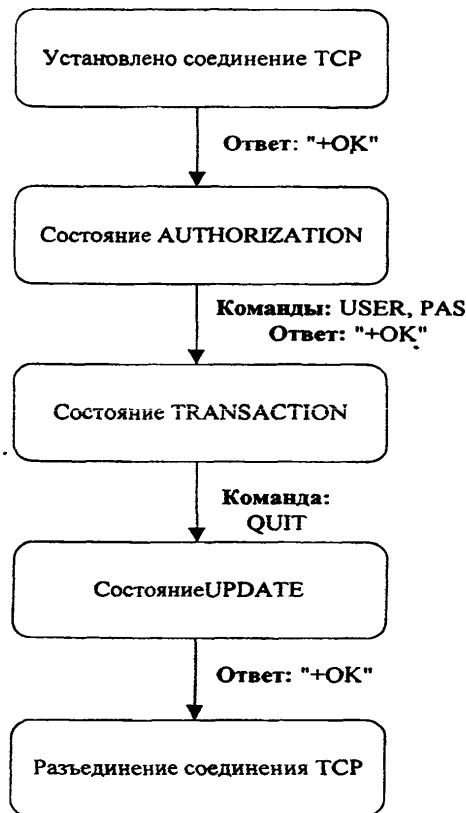 Установлено соединение TCP
Ответ: "+OK"
Состояние AUTHORIZATION
Команды: USER, PAS
Ответ: "+OK"
Состояние TRANSACTION
Команда:
QUIT
СостояниеUPDATE
Ответ: "+OK"
Разъединение соединения TCP